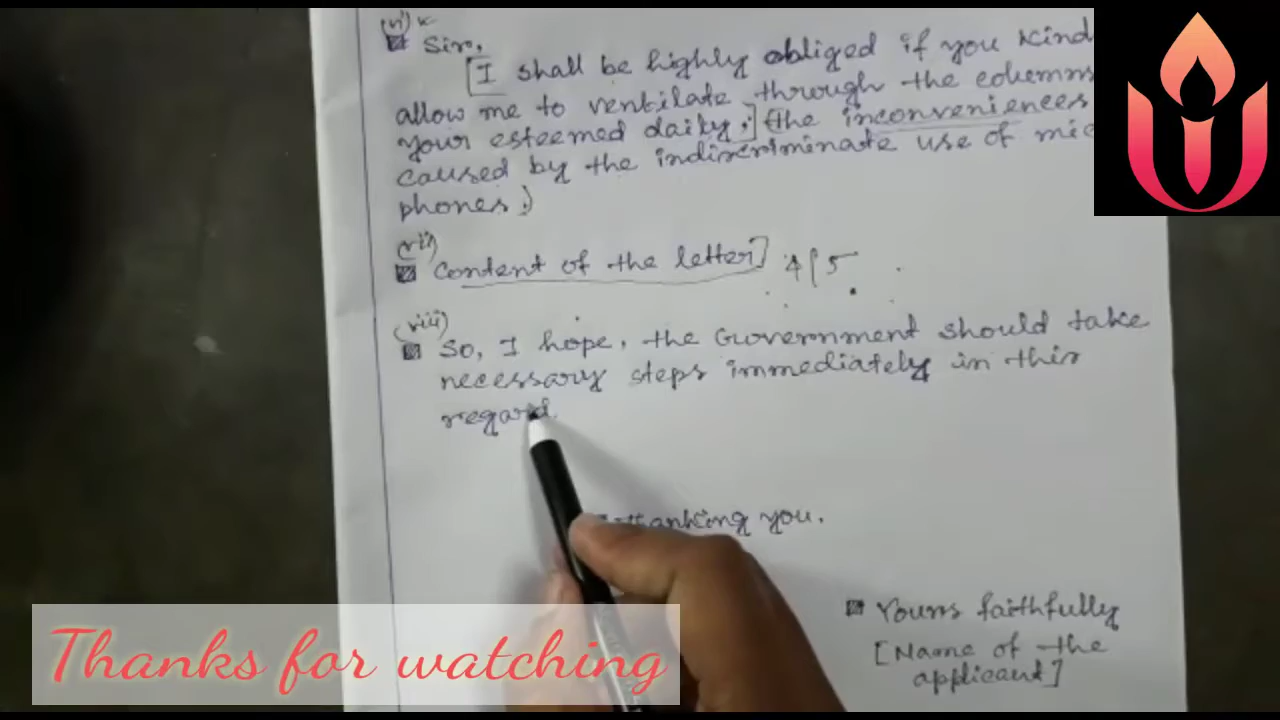 (vi)
Sir,
[I shall be highly obliged if you kind
allow me to ventilate through the columns
your esteemed daily,] (the inconveniences
caused by the indiscriminate use of mic
phones.)
(vii)
Content of the letter] 4/5
(viii)
So, I hope, the Government should take
necessary steps immediately in this
regard.
Thanking you.
Yours faithfully
[Name of the
applicant]
Thanks for watching